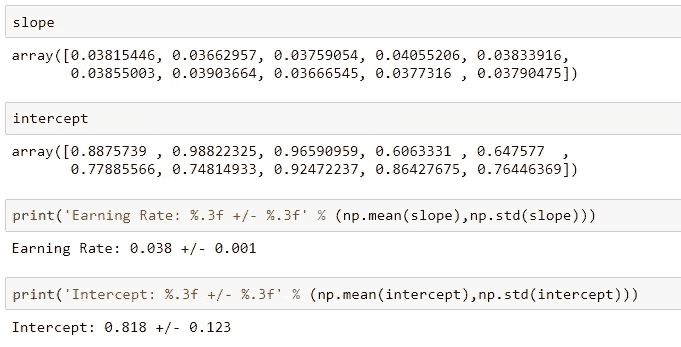 slope
array([0.03815446, 0.03662957, 0.03759054, 0.04055206, 0.03833916,
0.03855003, 0.03903664, 0.03666545, 0.0377316 , 0.03790475])
intercept
array([0.8875739 , 0.98822325, 0.96590959, 0.6063331 , 0.647577  ,
0.77885566, 0.74814933, 0.92472237, 0.86427675, 0.76446369])
print('Earning Rate: %.3f +/- %.3f' % (np.mean(slope),np.std(slope)))
Earning Rate: 0.038 +/- 0.001
print('Intercept: %.3f +/- %.3f' % (np.mean(intercept),np.std(intercept)))
Intercept: 0.818 +/- 0.123